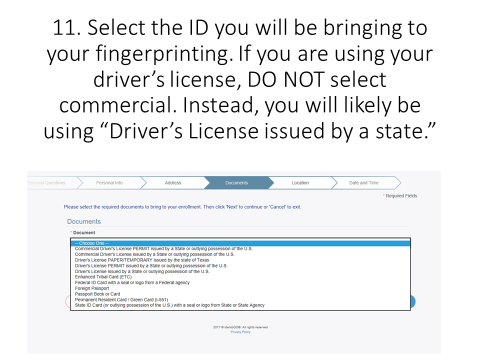 11. Select the ID you will be bringing to
your fingerprinting. If you are using your
driver’s license, DO NOT select
commercial. Instead, you will likely be
using “Driver’s License issued by a state.”
Personal Questions
Personal Info
Address
Documents
Location
Date and Time
* Required Fields
Please select the required documents to bring to your enrollment. Then click 'Next' to continue or 'Cancel' to exit.
Documents
* Document
-- Choose One --
Commercial Driver's License PERMIT issued by a State or outlying possession of the U.S.
Commercial Driver's License issued by a State or outlying possession of the U.S.
Driver's License PAPER/TEMPORARY issued by the state of Texas
Driver's License PERMIT issued by a State or outlying possession of the U.S.
Driver's License issued by a State or outlying possession of the U.S.
Enhanced Tribal Card (ETC)
Federal ID Card with a seal or logo from a Federal agency
Foreign Passport
Passport Book or Card
Permanent Resident Card / Green Card (I-551)
State ID Card (or outlying possession of the U.S.) with a seal or logo from State or State Agency
All rights reserved
Privacy Policy